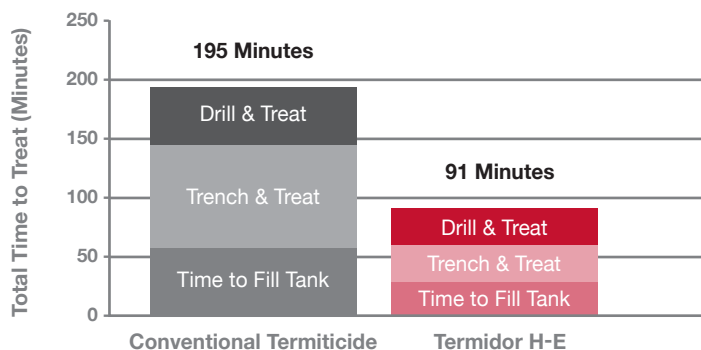 Total Time to Treat (Minutes)
250
200
150
100
50
0
195 Minutes
Drill & Treat
Trench & Treat
Time to Fill Tank
91 Minutes
Drill & Treat
Trench & Treat
Time to Fill Tank
Conventional Termiticide
Termidor H-E